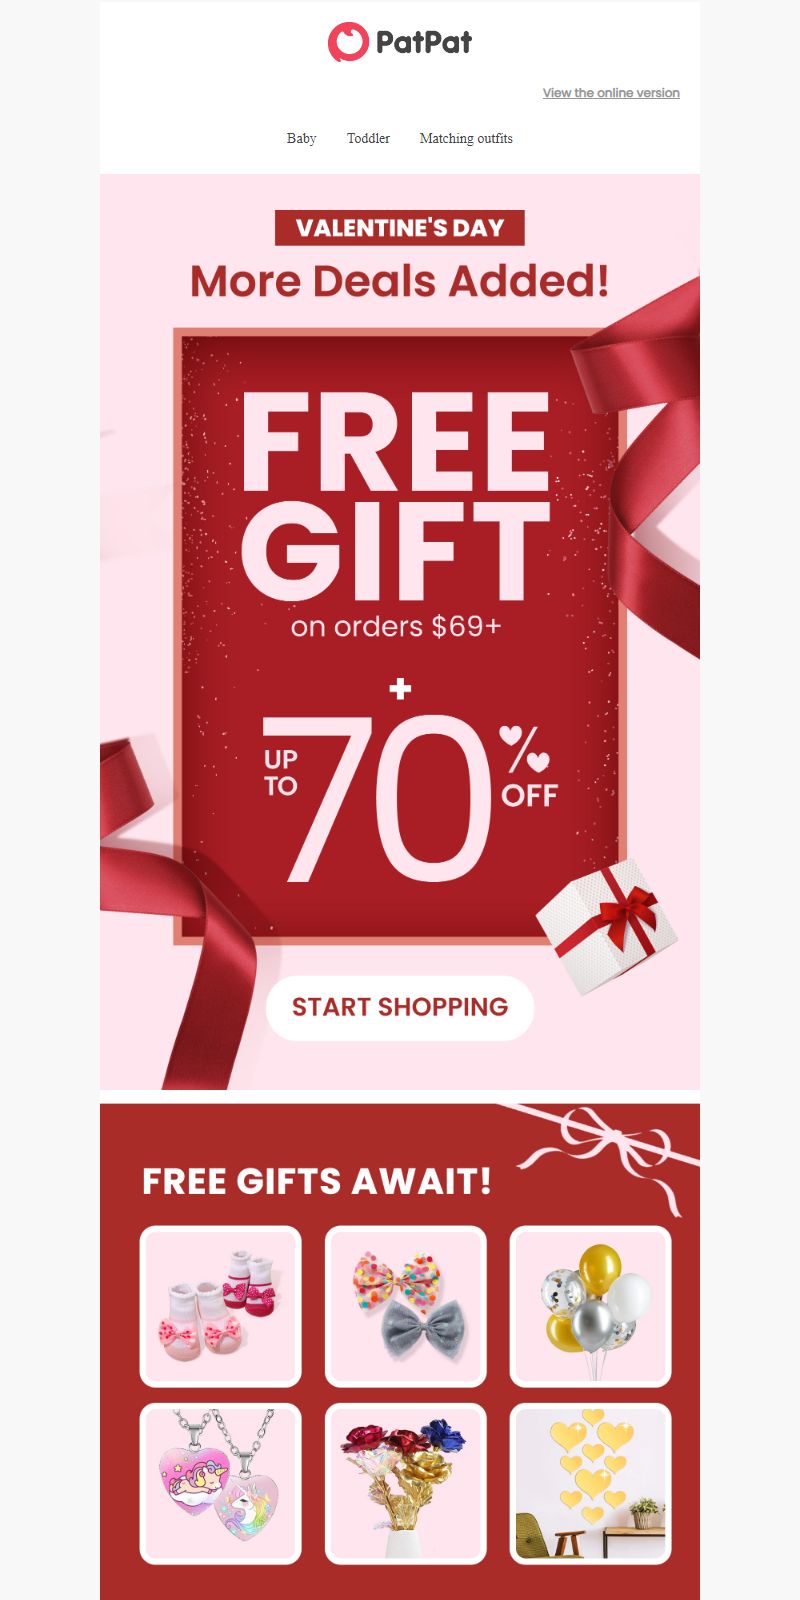 PatPat
View the online version
Baby Toddler Matching outfits
VALENTINE'S DAY
More Deals Added!
FREE
GIFT
on orders $69+
+
UP TO 70% OFF
START SHOPPING
FREE GIFTS AWAIT!